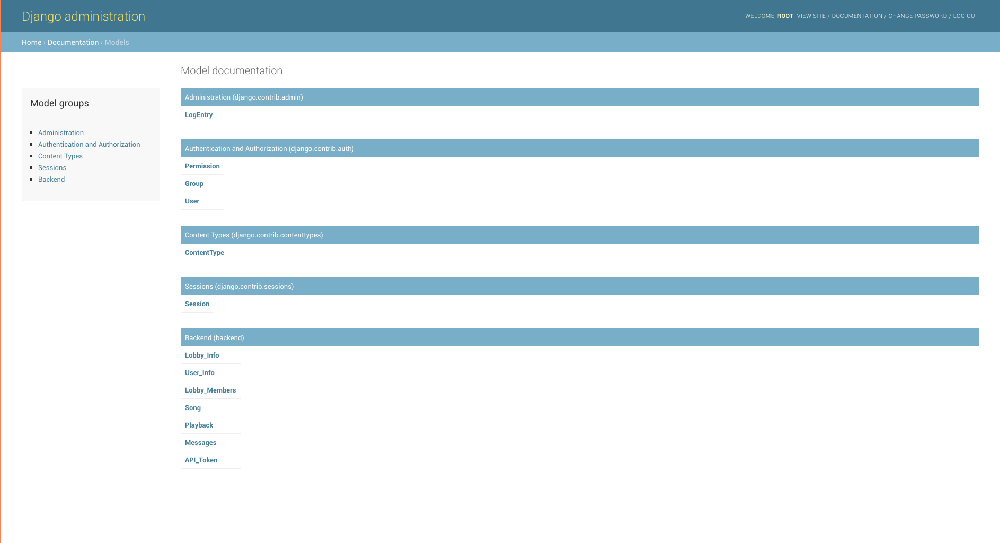 Django administration
WELCOME, ROOT. VIEW SITE / DOCUMENTATION / CHANGE PASSWORD / LOG OUT
Home › Documentation › Models
Model documentation
Model groups
Administration
Authentication and Authorization
Content Types
Sessions
Backend
Administration (django.contrib.admin)
LogEntry
Authentication and Authorization (django.contrib.auth)
Permission
Group
User
Content Types (django.contrib.contenttypes)
ContentType
Sessions (django.contrib.sessions)
Session
Backend (backend)
Lobby_Info
User_Info
Lobby_Members
Song
Playback
Messages
API_Token